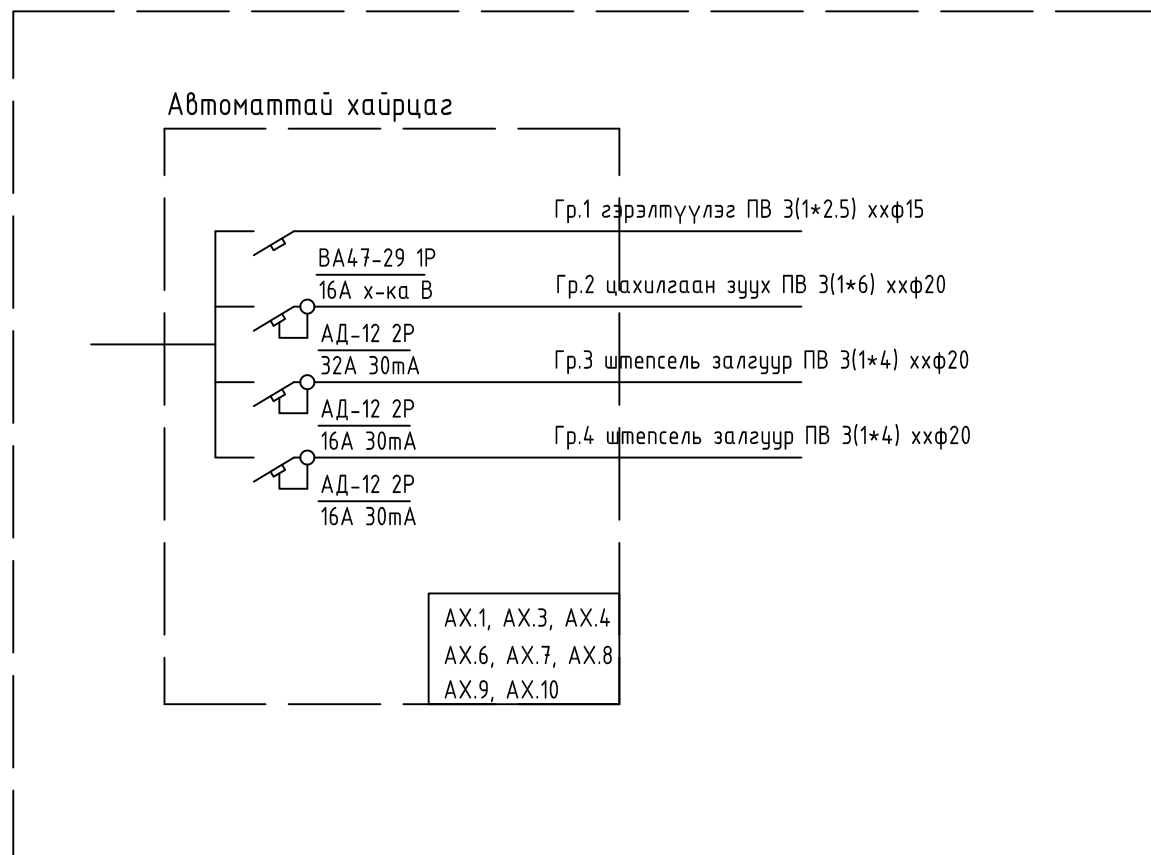 Автоматтай хайрцаг
Гр.1 гэрэлтүүлэг ПВ 3(1*2.5) ххф15
ВА47-29 1Р
16А х-ка В
Гр.2 цахилгаан зуух ПВ 3(1*6) ххф20
АД-12 2Р
32А 30mA
Гр.3 штепсель залгуур ПВ 3(1*4) ххф20
АД-12 2Р
16А 30mA
Гр.4 штепсель залгуур ПВ 3(1*4) ххф20
АД-12 2Р
16А 30mA
АХ.1, АХ.3, АХ.4
АХ.6, АХ.7, АХ.8
АХ.9, АХ.10